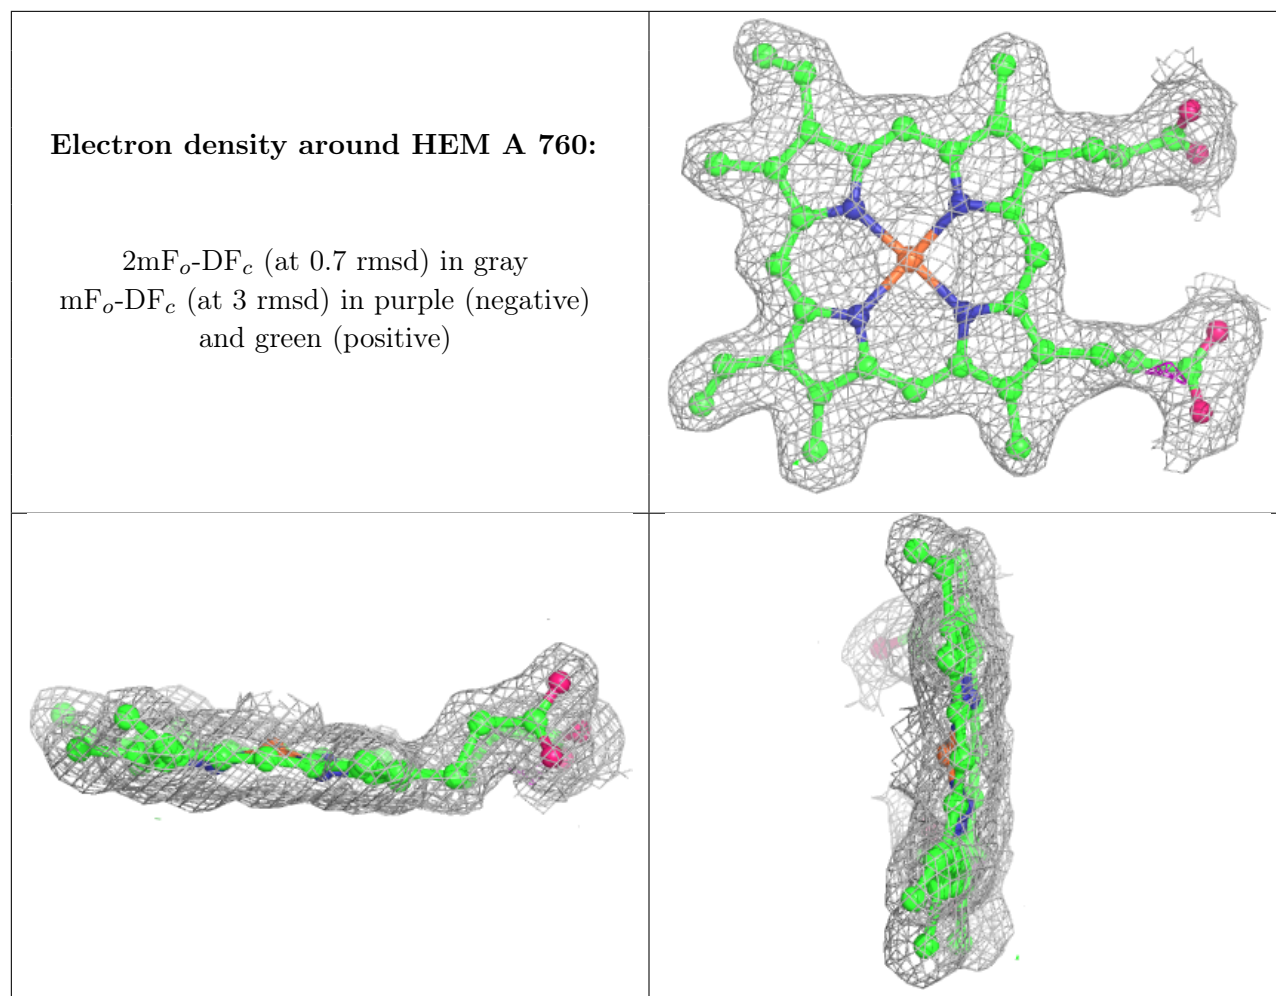 Electron density around HEM A 760:
2mFo-DFc (at 0.7 rmsd) in gray
mFo-DFc (at 3 rmsd) in purple (negative)
and green (positive)